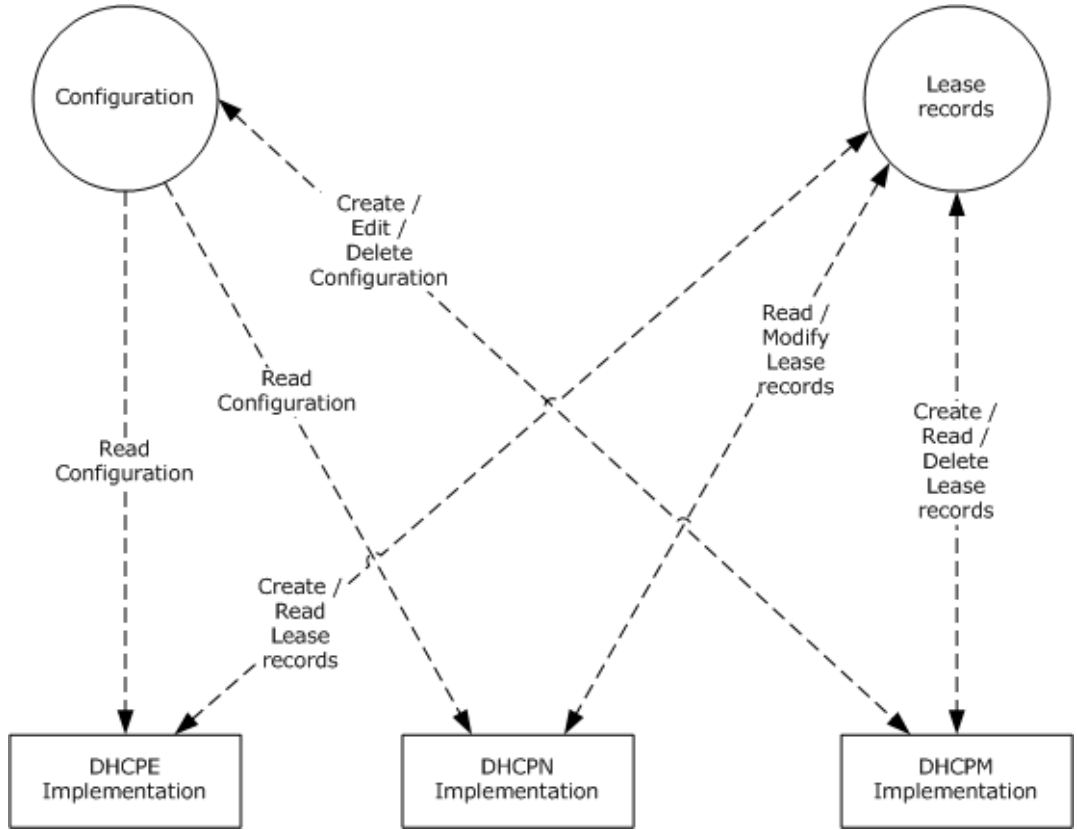 Configuration
Lease
records
Create /
Edit /
Delete
Configuration
Read /
Modify
Lease
records
Read
Configuration
Read
Configuration
Create /
Read /
Delete
Lease
records
Create /
Read
Lease
records
DHCPE
Implementation
DHCPN
Implementation
DHCPM
Implementation